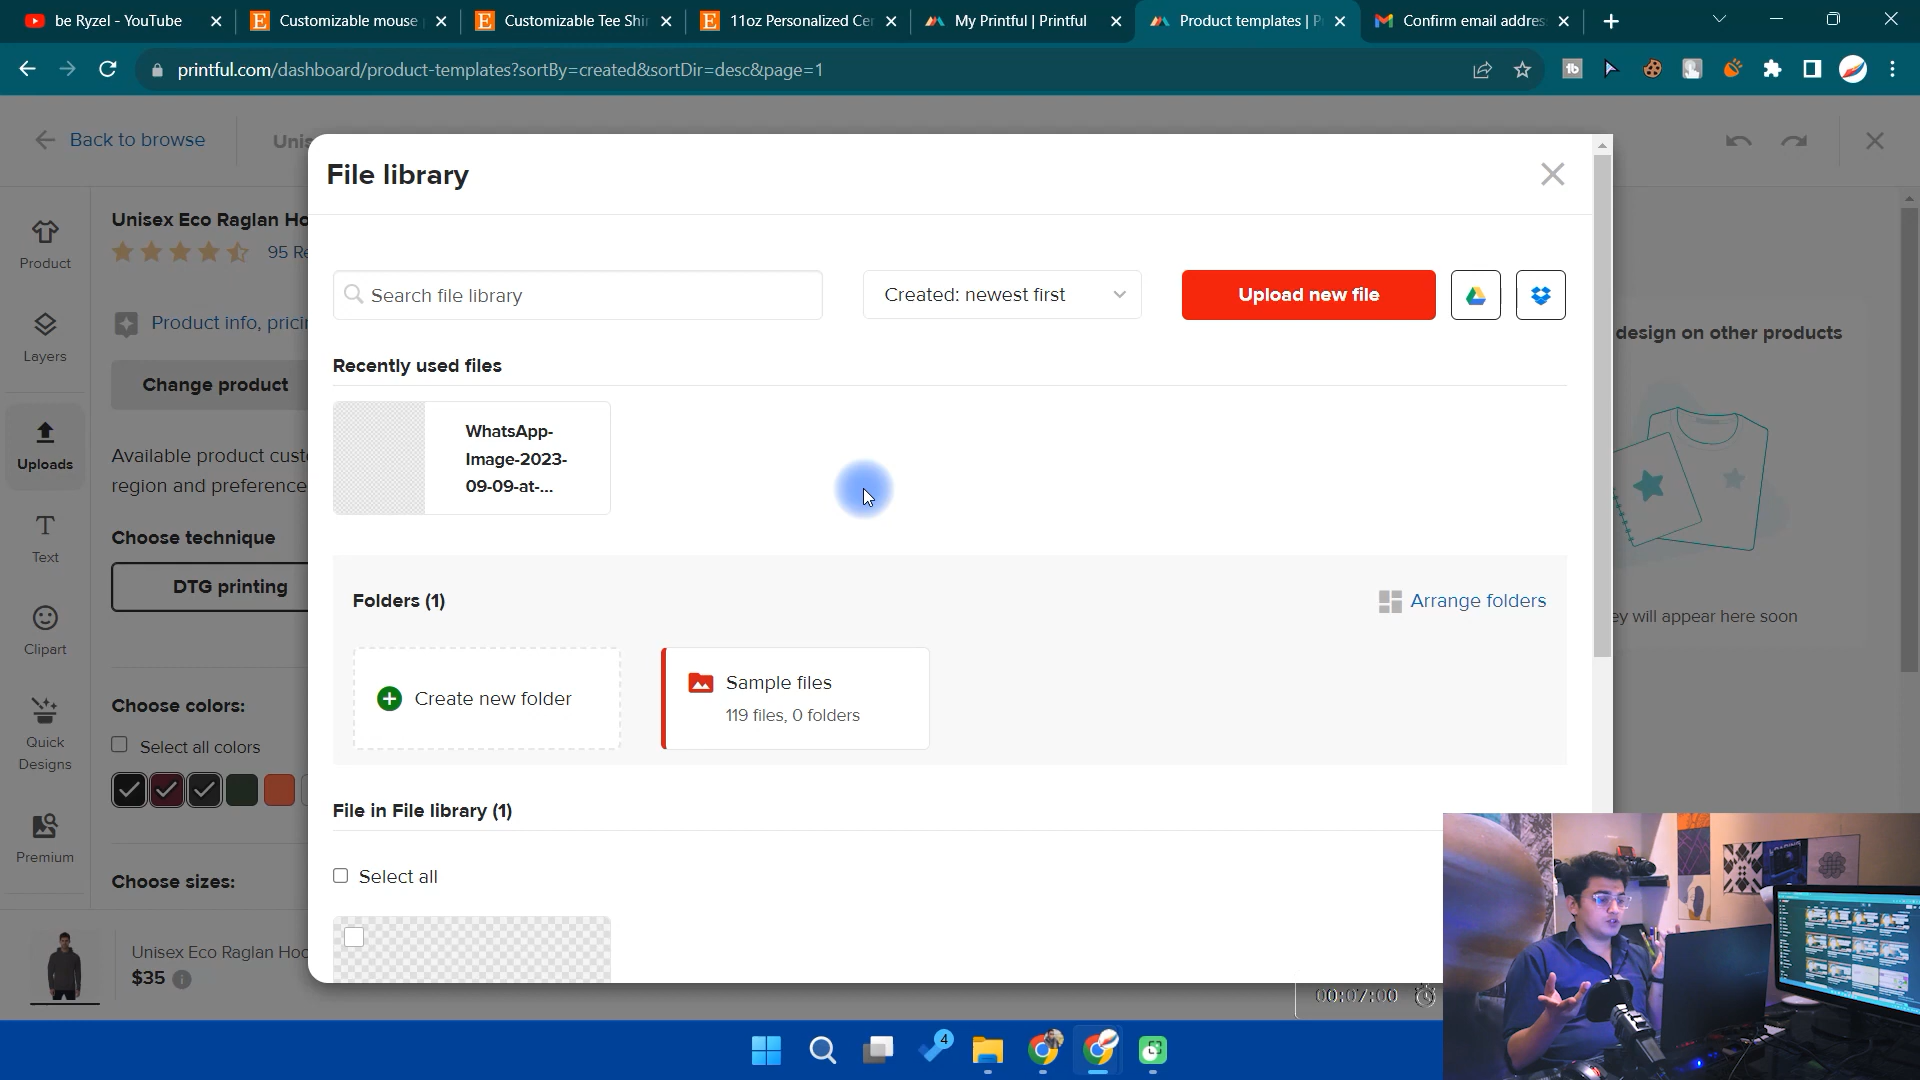 be Ryzel - YouTube
Customizable mouse
Customizable Tee Shir
11oz Personalized Cer
My Printful | Printful
Product templates | P
Confirm email addres
printful.com/dashboard/product-templates?sortBy=created&sortDir=desc&page=1
Back to browse
Unis
File library
Product
Unisex Eco Raglan Ho
95 Re
Search file library
Created: newest first
Upload new file
Product info, pricin
Layers
design on other products
Change product
Recently used files
WhatsApp-
Image-2023-
09-09-at-...
Uploads
Available product cust
region and preference
Choose technique
Text
DTG printing
Folders (1)
Arrange folders
ey will appear here soon
Clipart
Create new folder
Sample files
119 files, 0 folders
Choose colors:
Quick
Designs
Select all colors
File in File library (1)
Premium
Choose sizes:
Select all
Unisex Eco Raglan Hoo
$35
00:07:00
4